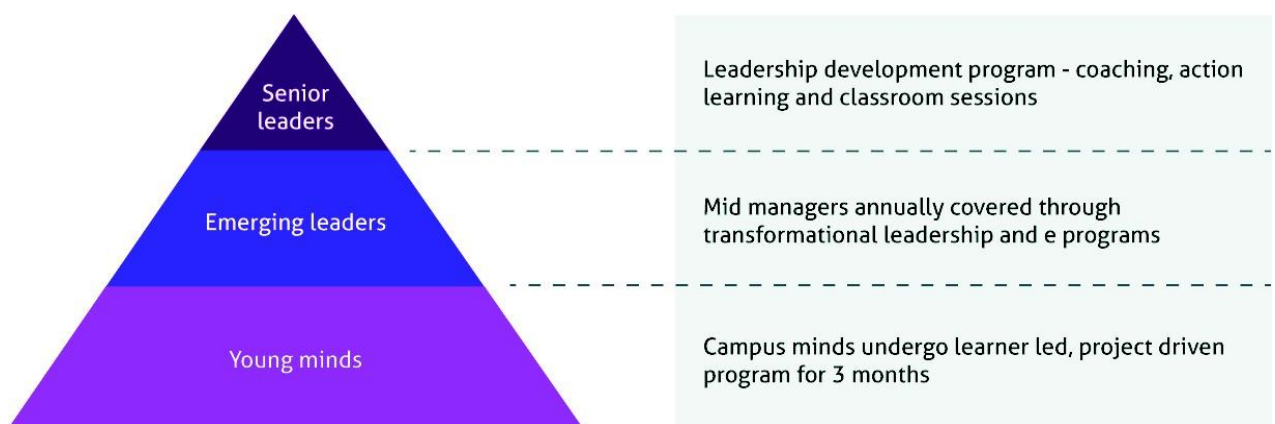 Senior
leaders
Leadership development program - coaching, action
learning and classroom sessions
Emerging leaders
Mid managers annually covered through
transformational leadership and e programs
Young minds
Campus minds undergo learner led, project driven
program for 3 months